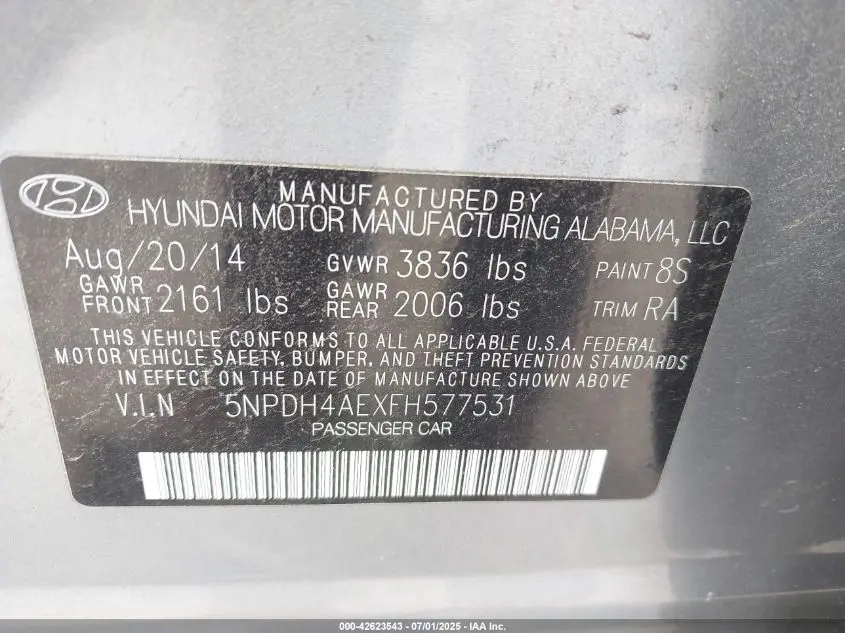 MANUFACTURED BY
HYUNDAI MOTOR MANUFACTURING ALABAMA, LLC
Aug/20/14 GVWR 3836 lbs PAINT 8S
GAWR FRONT 2161 lbs GAWR REAR 2006 lbs TRIM RA
THIS VEHICLE CONFORMS TO ALL APPLICABLE U.S.A. FEDERAL
MOTOR VEHICLE SAFETY, BUMPER, AND THEFT PREVENTION STANDARDS
IN EFFECT ON THE DATE OF MANUFACTURE SHOWN ABOVE
V.I.N 5NPDH4AEXFH577531
PASSENGER CAR
000-42623543 - 07/01/2025 - IAA Inc.